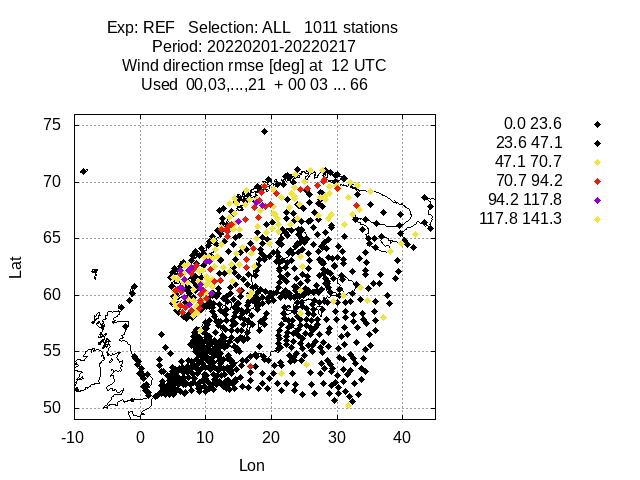 Exp: REF   Selection: ALL   1011 stations
Period: 20220201-20220217
Wind direction rmse [deg] at  12 UTC
Used  00,03,...,21  + 00 03 ... 66
0.0 23.6
23.6 47.1
47.1 70.7
70.7 94.2
94.2 117.8
117.8 141.3
75
70
65
60
55
50
Lat
-10 0 10 20 30 40
Lon